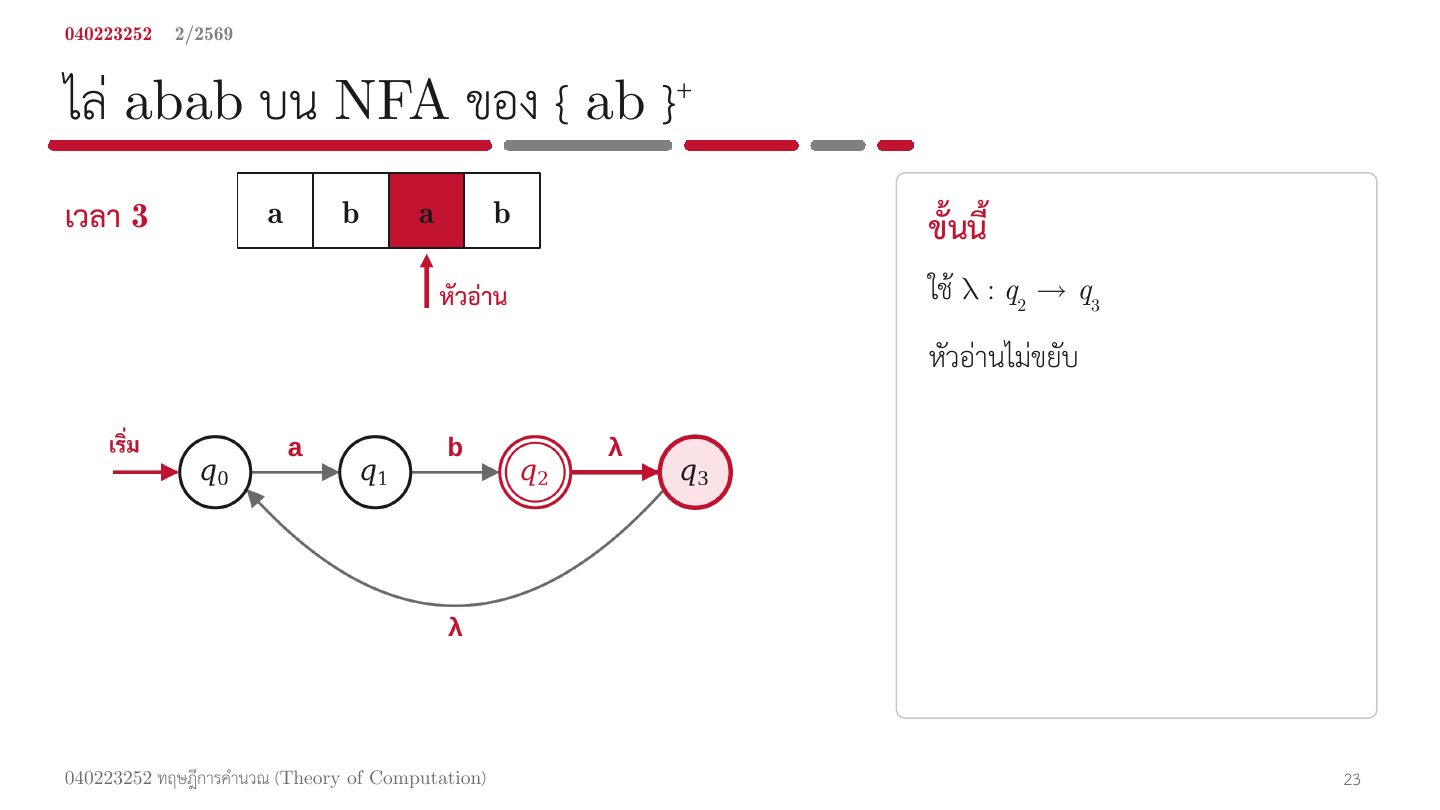 040223252 2/2569
ไล่ abab บน NFA ของ { ab }⁺
เวลา 3
a b a b
หัวอ่าน
ขั้นนี้
ใช้ λ : q₂ → q₃
หัวอ่านไม่ขยับ
เริ่ม
a b λ
q₀ q₁ q₂ q₃
λ
040223252 ทฤษฎีการคำนวณ (Theory of Computation)
23